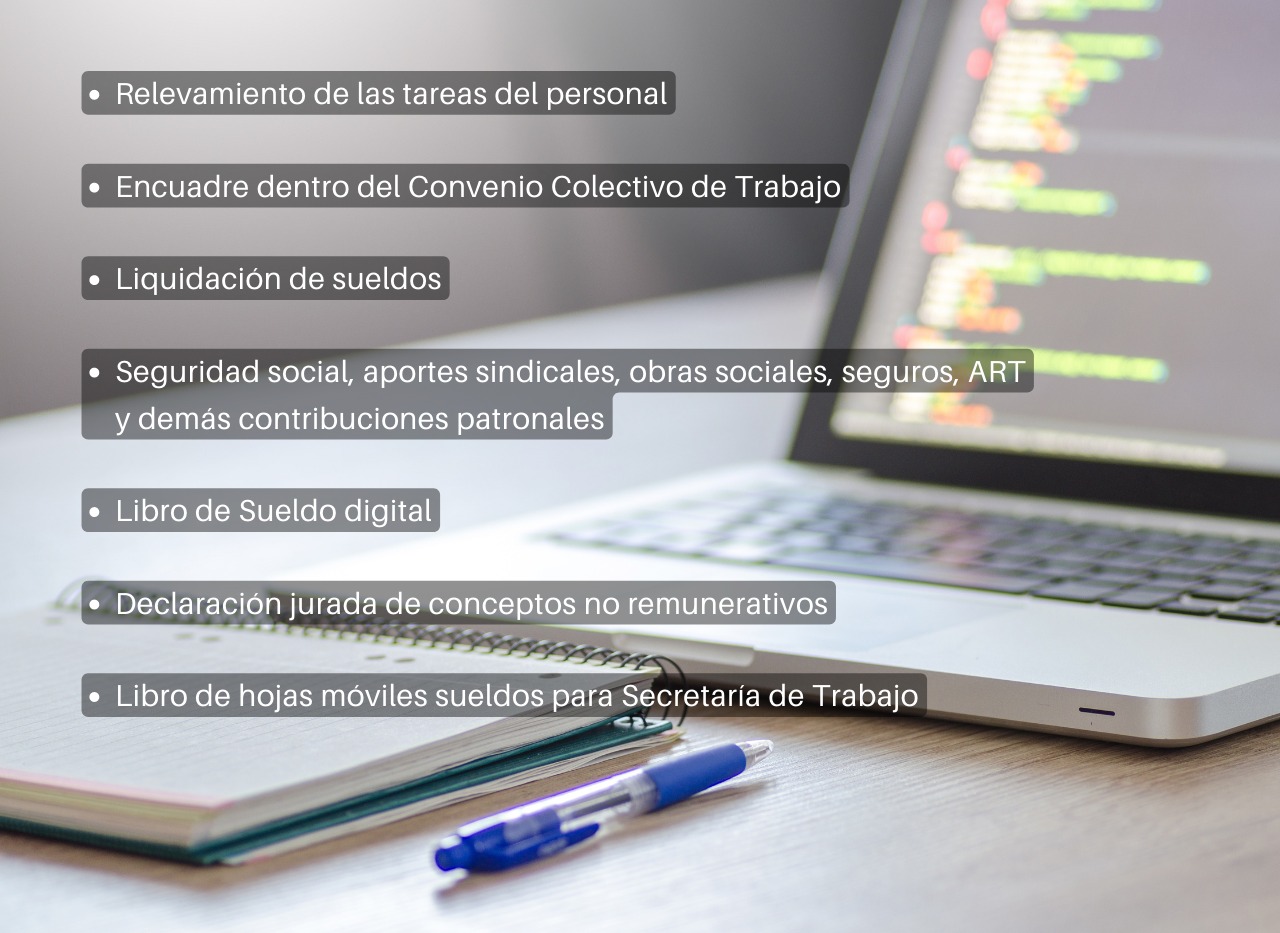 • Relevamiento de las tareas del personal
• Encuadre dentro del Convenio Colectivo de Trabajo
• Liquidación de sueldos
• Seguridad social, aportes sindicales, obras sociales, seguros, ART
y demás contribuciones patronales
• Libro de Sueldo digital
• Declaración jurada de conceptos no remunerativos
• Libro de hojas móviles sueldos para Secretaría de Trabajo